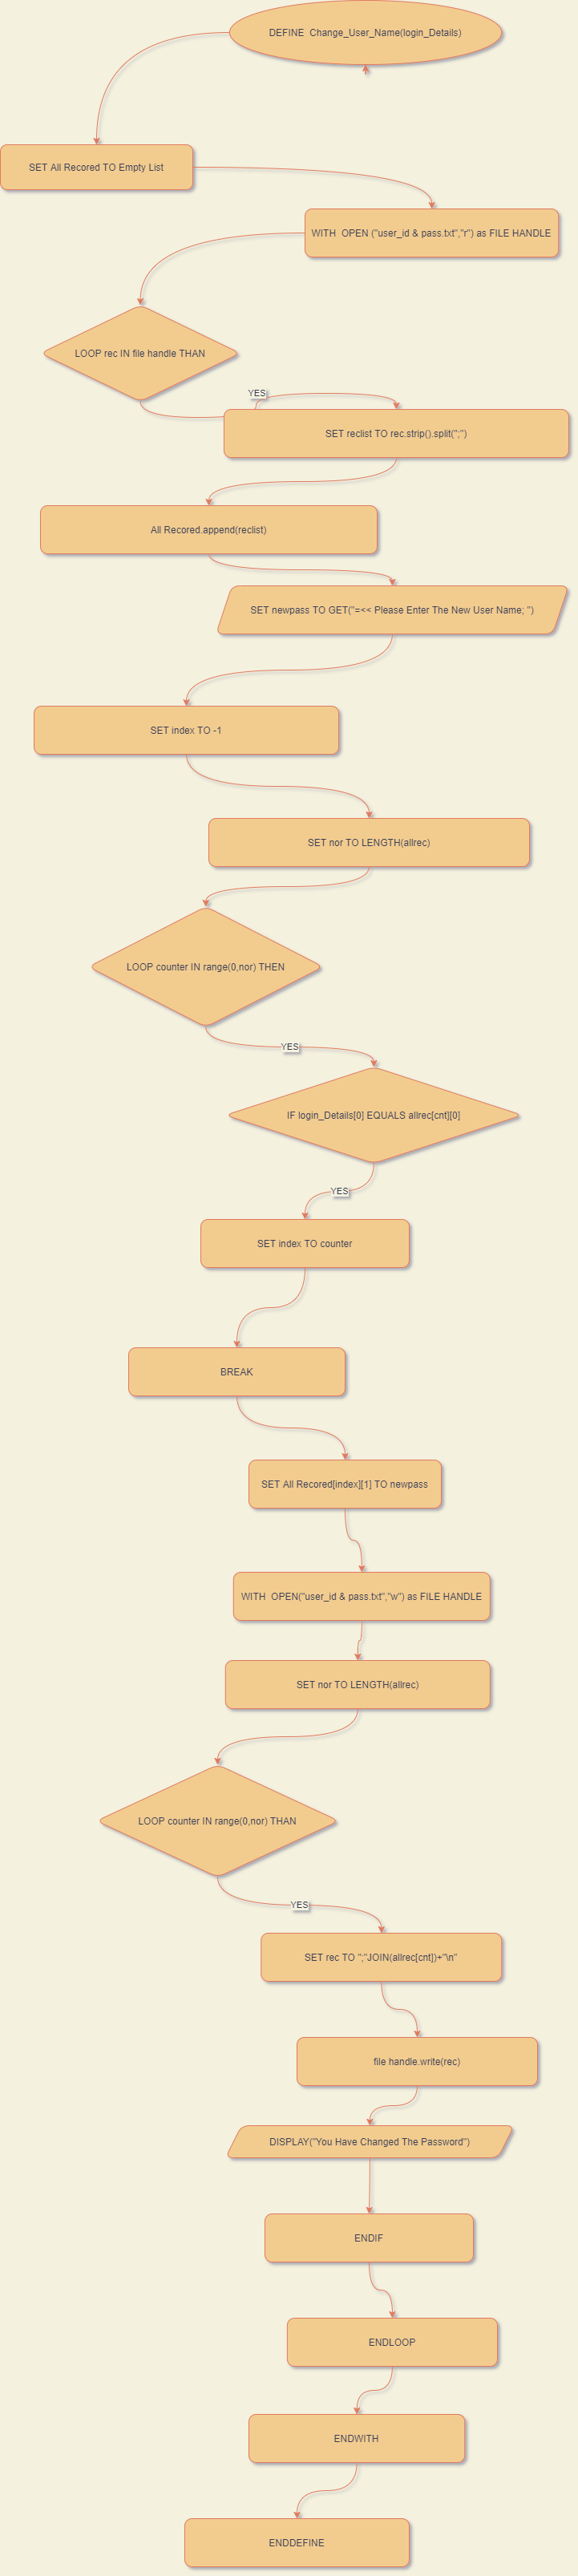 DEFINE  Change_User_Name(login_Details)
SET All Recored TO Empty List
WITH  OPEN ("user_id & pass.txt","r") as FILE HANDLE
LOOP rec IN file handle THAN
YES
SET reclist TO rec.strip().split(";")
All Recored.append(reclist)
SET newpass TO GET("=<< Please Enter The New User Name; ")
SET index TO -1
SET nor TO LENGTH(allrec)
LOOP counter IN range(0,nor) THEN
YES
IF login_Details[0] EQUALS allrec[cnt][0]
YES
SET index TO counter
BREAK
SET All Recored[index][1] TO newpass
WITH  OPEN("user_id & pass.txt","w") as FILE HANDLE
SET nor TO LENGTH(allrec)
LOOP counter IN range(0,nor) THAN
YES
SET rec TO ";"JOIN(allrec[cnt])+"\n"
file handle.write(rec)
DISPLAY("You Have Changed The Password")
ENDIF
ENDLOOP
ENDWITH
ENDDEFINE